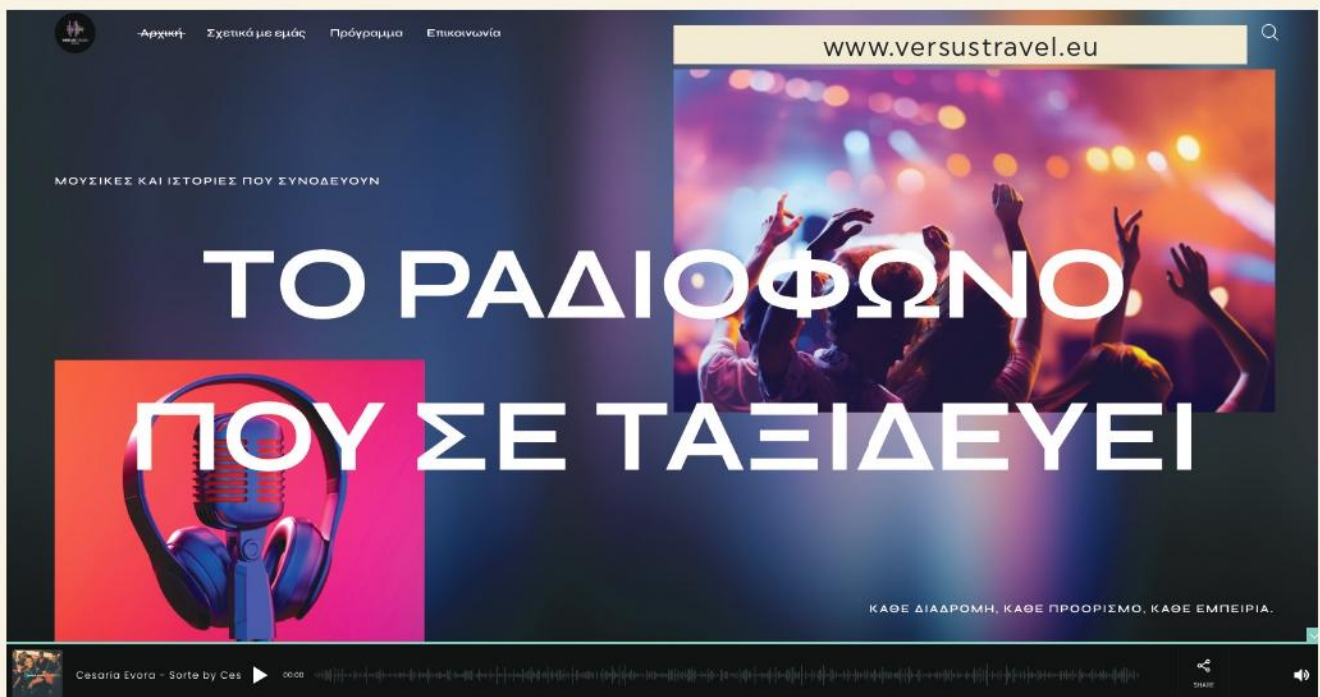 Αρχική Σχετικά με εμάς Πρόγραμμα Επικοινωνία
www.versustravel.eu
ΜΟΥΣΙΚΕΣ ΚΑΙ ΙΣΤΟΡΙΕΣ ΠΟΥ ΣΥΝΟΔΕΥΟΥΝ
ΤΟ ΡΑΔΙΟΦΩΝΟ
ΠΟΥ ΣΕ ΤΑΞΙΔΕΥΕΙ
ΚΑΘΕ ΔΙΑΔΡΟΜΗ, ΚΑΘΕ ΠΡΟΟΡΙΣΜΟ, ΚΑΘΕ ΕΜΠΕΙΡΙΑ.
Cesaria Evora - Sorte by Ces 00:00
SHARE